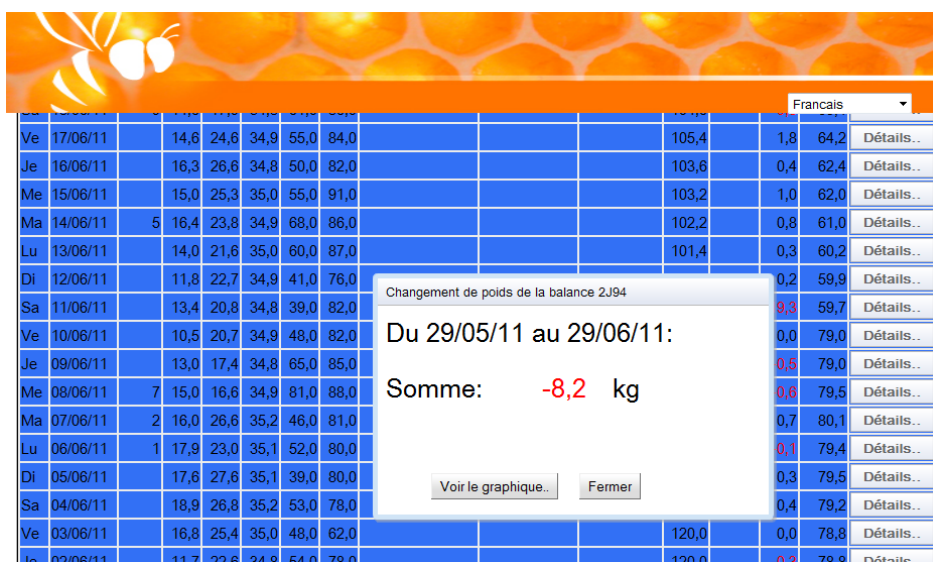 Francais
Ve 17/06/11 14,6 24,6 34,9 55,0 84,0 105,4 1,8 64,2 Détails..
Je 16/06/11 16,3 26,6 34,8 50,0 82,0 103,6 0,4 62,4 Détails..
Me 15/06/11 15,0 25,3 35,0 55,0 91,0 103,2 1,0 62,0 Détails..
Ma 14/06/11 5 16,4 23,8 34,9 68,0 86,0 102,2 0,8 61,0 Détails..
Lu 13/06/11 14,0 21,6 35,0 60,0 87,0 101,4 0,3 60,2 Détails..
Di 12/06/11 11,8 22,7 34,9 41,0 76,0 0,2 59,9 Détails..
Sa 11/06/11 13,4 20,8 34,8 39,0 82,0 9,3 59,7 Détails..
Ve 10/06/11 10,5 20,7 34,9 48,0 82,0 0,0 79,0 Détails..
Je 09/06/11 13,0 17,4 34,8 65,0 85,0 0,5 79,0 Détails..
Me 08/06/11 7 15,0 16,6 34,9 81,0 88,0 0,6 79,5 Détails..
Ma 07/06/11 2 16,0 26,6 35,2 46,0 81,0 0,7 80,1 Détails..
Lu 06/06/11 1 17,9 23,0 35,1 52,0 80,0 0,1 79,4 Détails..
Di 05/06/11 17,6 27,6 35,1 39,0 80,0 0,3 79,5 Détails..
Sa 04/06/11 18,9 26,8 35,2 53,0 78,0 0,4 79,2 Détails..
Ve 03/06/11 16,8 25,4 35,0 48,0 62,0 120,0 0,0 78,8 Détails..
Changement de poids de la balance 2J94
Du 29/05/11 au 29/06/11:
Somme: -8,2 kg
Voir le graphique..
Fermer